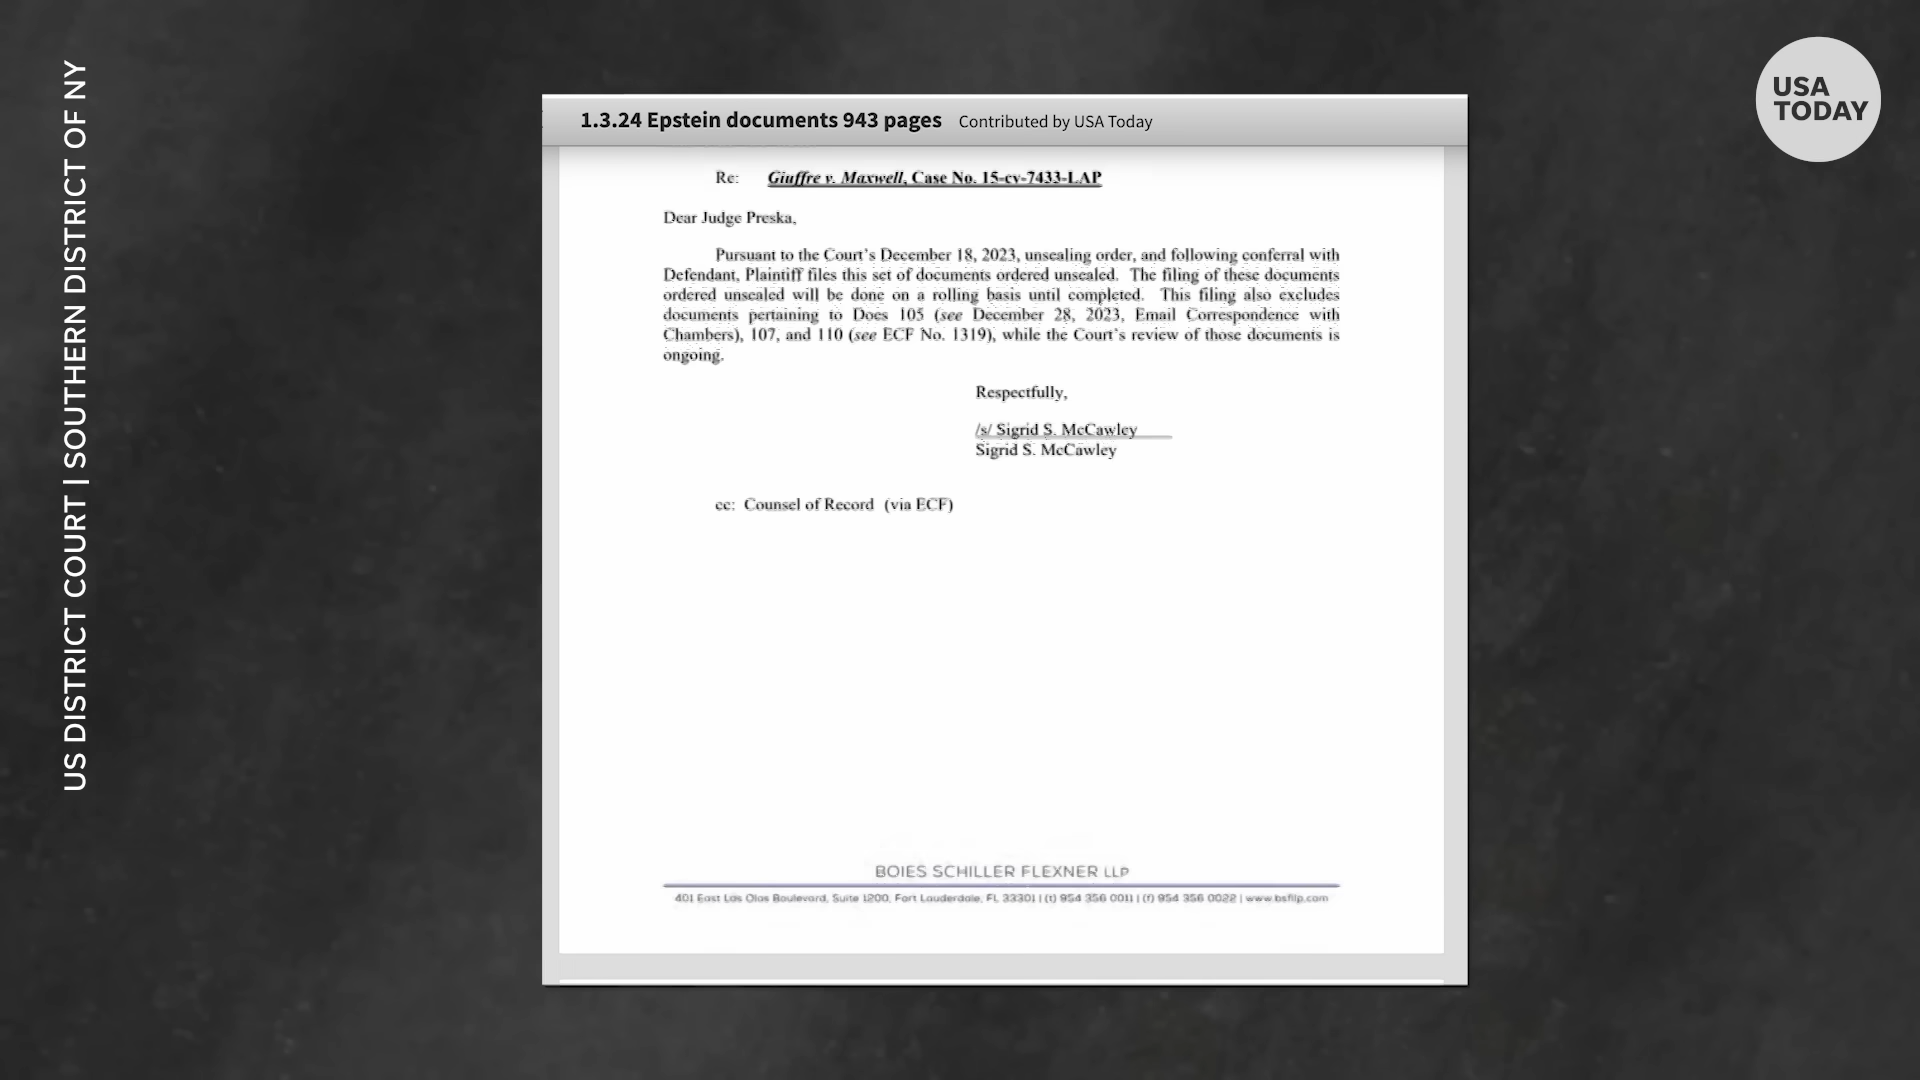 US DISTRICT COURT | SOUTHERN DISTRICT OF NY
USA
TODAY
1.3.24 Epstein documents 943 pages Contributed by USA Today
Re: Giuffre v. Maxwell, Case No. 15-cv-7433-LAP
Dear Judge Preska,
Pursuant to the Court's December 18, 2023, unsealing order, and following conferral with
Defendant, Plaintiff files this set of documents ordered unsealed. The filing of these documents
ordered unsealed will be done on a rolling basis until completed. This filing also excludes
documents pertaining to Does 105 (see December 28, 2023, Email Correspondence with
Chambers), 107, and 110 (see ECF No. 1319), while the Court's review of those documents is
ongoing.
Respectfully,
/s/ Sigrid S. McCawley
Sigrid S. McCawley
cc: Counsel of Record (via ECF)
BOIES SCHILLER FLEXNER LLP
401 East Las Olas Boulevard, Suite 1200, Fort Lauderdale, FL 33301 | (t) 954 356 0011 | (f) 954 356 0022 | www.bsfllp.com